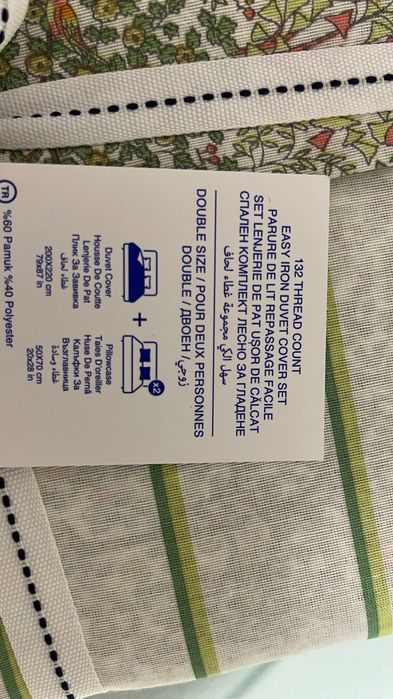 132 THREAD COUNT
EASY IRON DUVET COVER SET
PARURE DE LIT REPASSAGE FACILE
SET LENJERIE DE PAT UŞOR DE CĂLCAT
СПАЛЕН КОМПЛЕКТ ЛЕСНО ЗА ГЛАДЕНЕ
سهل الكي مجموعة غطاء لحاف
DOUBLE SIZE / POUR DEUX PERSONNES
DOUBLE / ДВОЕН / زوجي
+
x2
Duvet Cover
Housse De Couette
Lenjerie De Pat
Плик За Завивка
غطاء لحاف
200X220 cm
79x87 in
Pillowcase
Taies D'oreiller
Huse De Pernă
Калъфки За
Възглавница
غطاء وسادة
50X70 cm
20x28 in
TR
%60 Pamuk %40 Polyester